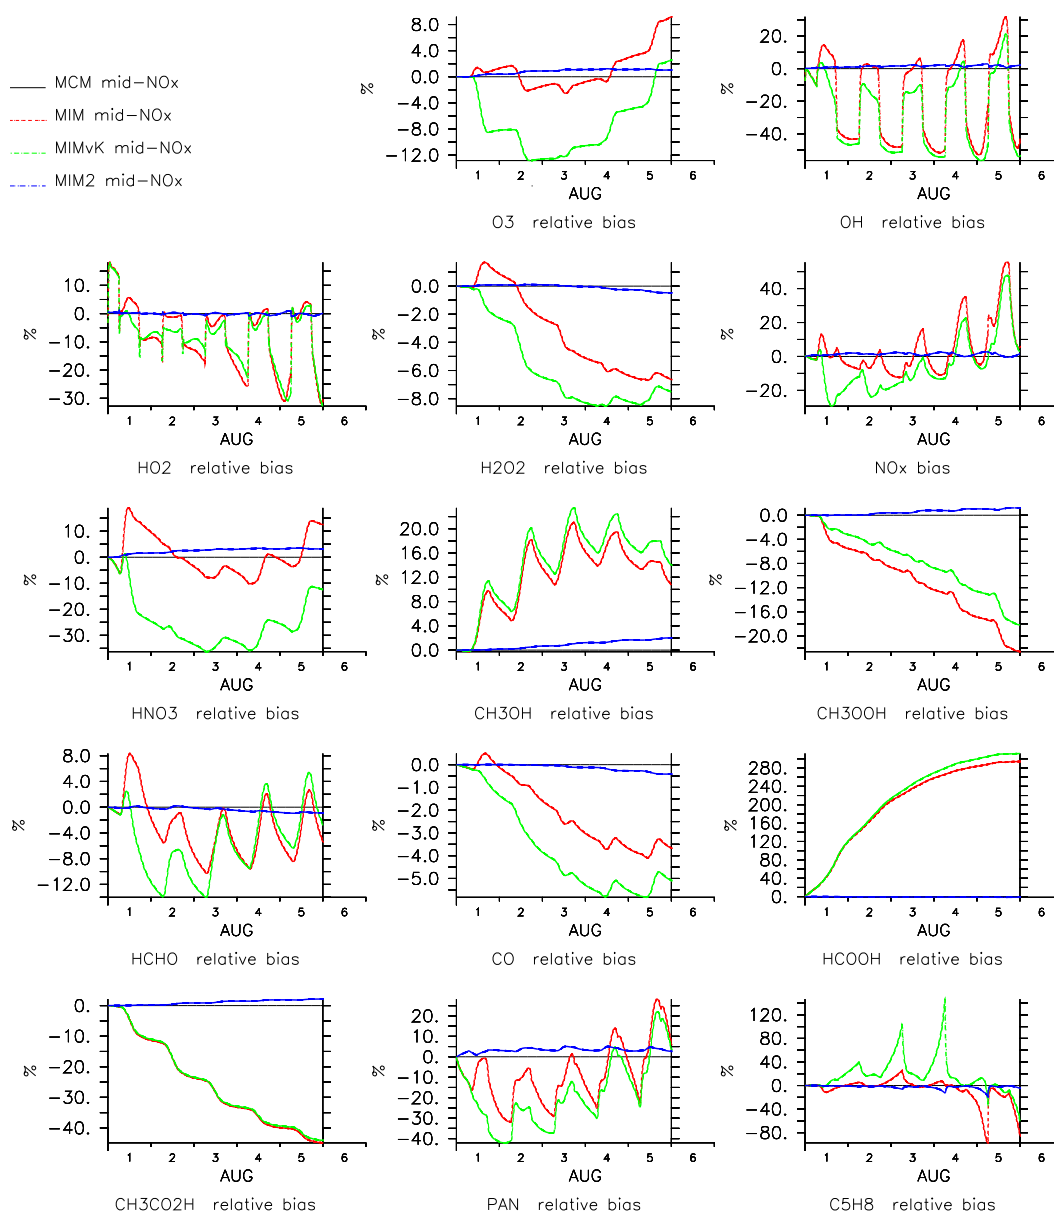 MCM mid-NOx
MIM mid-NOx
MIMvK mid-NOx
MIM2 mid-NOx
8.0
4.0
0.0
-4.0
-8.0
-12.0
%
1 2 3 4 5 6
AUG
O3 relative bias
20.
0.
-20.
-40.
%
1 2 3 4 5 6
AUG
OH relative bias
10.
0.
-10.
-20.
-30.
%
1 2 3 4 5 6
AUG
HO2 relative bias
0.0
-2.0
-4.0
-6.0
-8.0
%
1 2 3 4 5 6
AUG
H2O2 relative bias
40.
20.
0.
-20.
%
1 2 3 4 5 6
AUG
NOx bias
10.
0.
-10.
-20.
-30.
%
1 2 3 4 5 6
AUG
HNO3 relative bias
20.0
16.0
12.0
8.0
4.0
0.0
%
1 2 3 4 5 6
AUG
CH3OH relative bias
0.0
-4.0
-8.0
-12.0
-16.0
-20.0
%
1 2 3 4 5 6
AUG
CH3OOH relative bias
8.0
4.0
0.0
-4.0
-8.0
-12.0
%
1 2 3 4 5 6
AUG
HCHO relative bias
0.0
-1.0
-2.0
-3.0
-4.0
-5.0
%
1 2 3 4 5 6
AUG
CO relative bias
280.
240.
200.
160.
120.
80.
40.
0.
%
1 2 3 4 5 6
AUG
HCOOH relative bias
0.
-10.
-20.
-30.
-40.
%
1 2 3 4 5 6
AUG
CH3CO2H relative bias
20.
10.
0.
-10.
-20.
-30.
-40.
%
1 2 3 4 5 6
AUG
PAN relative bias
120.
80.
40.
0.
-40.
-80.
%
1 2 3 4 5 6
AUG
C5H8 relative bias